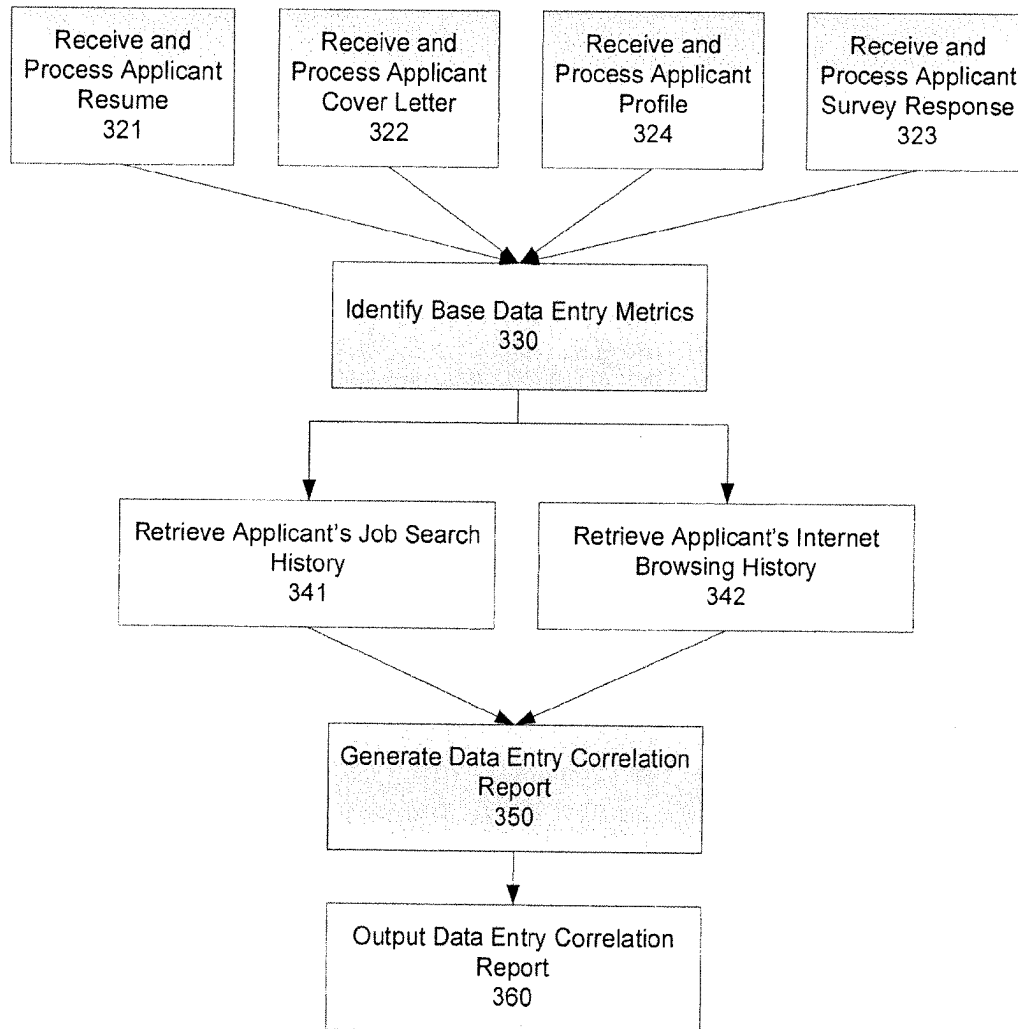 Receive and
Process Applicant
Resume
321
Receive and
Process Applicant
Cover Letter
322
Receive and
Process Applicant
Profile
324
Receive and
Process Applicant
Survey Response
323
Identify Base Data Entry Metrics
330
Retrieve Applicant's Job Search
History
341
Retrieve Applicant's Internet
Browsing History
342
Generate Data Entry Correlation
Report
350
Output Data Entry Correlation
Report
360